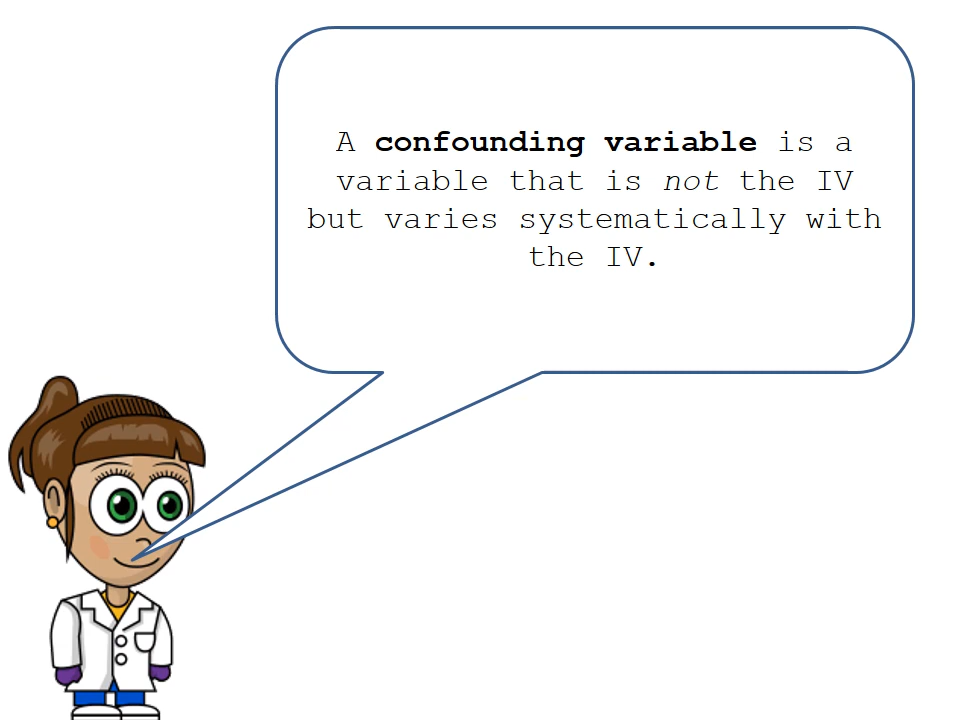 A confounding variable is a
variable that is not the IV
but varies systematically with
the IV.